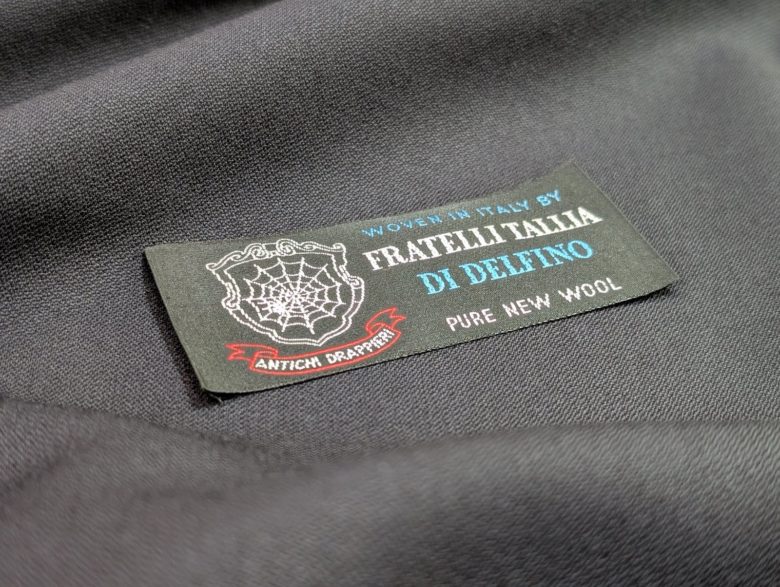 WOVEN IN ITALY BY
FRATELLI TALLIA
DI DELFINO
PURE NEW WOOL
ANTICHI DRAPPIERI